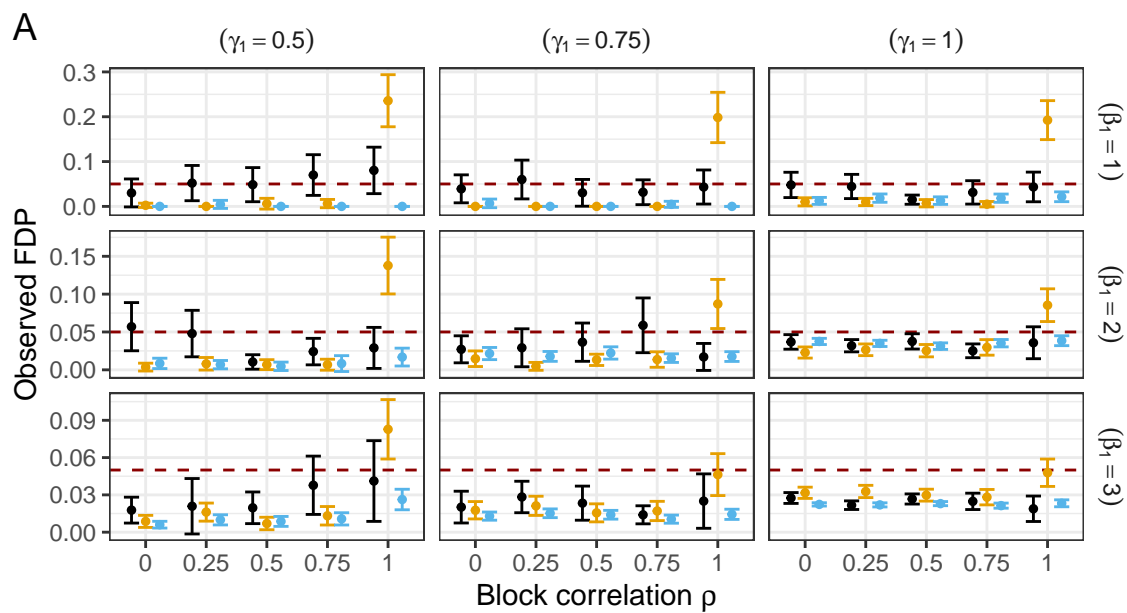 A
(γ₁ = 0.5) (γ₁ = 0.75) (γ₁ = 1)
Observed FDP
0.3
0.2
0.1
0.0
(β₁ = 1)
0.15
0.10
0.05
0.00
(β₁ = 2)
0.09
0.06
0.03
0.00
(β₁ = 3)
0 0.25 0.5 0.75 1 0 0.25 0.5 0.75 1 0 0.25 0.5 0.75 1
Block correlation ρ